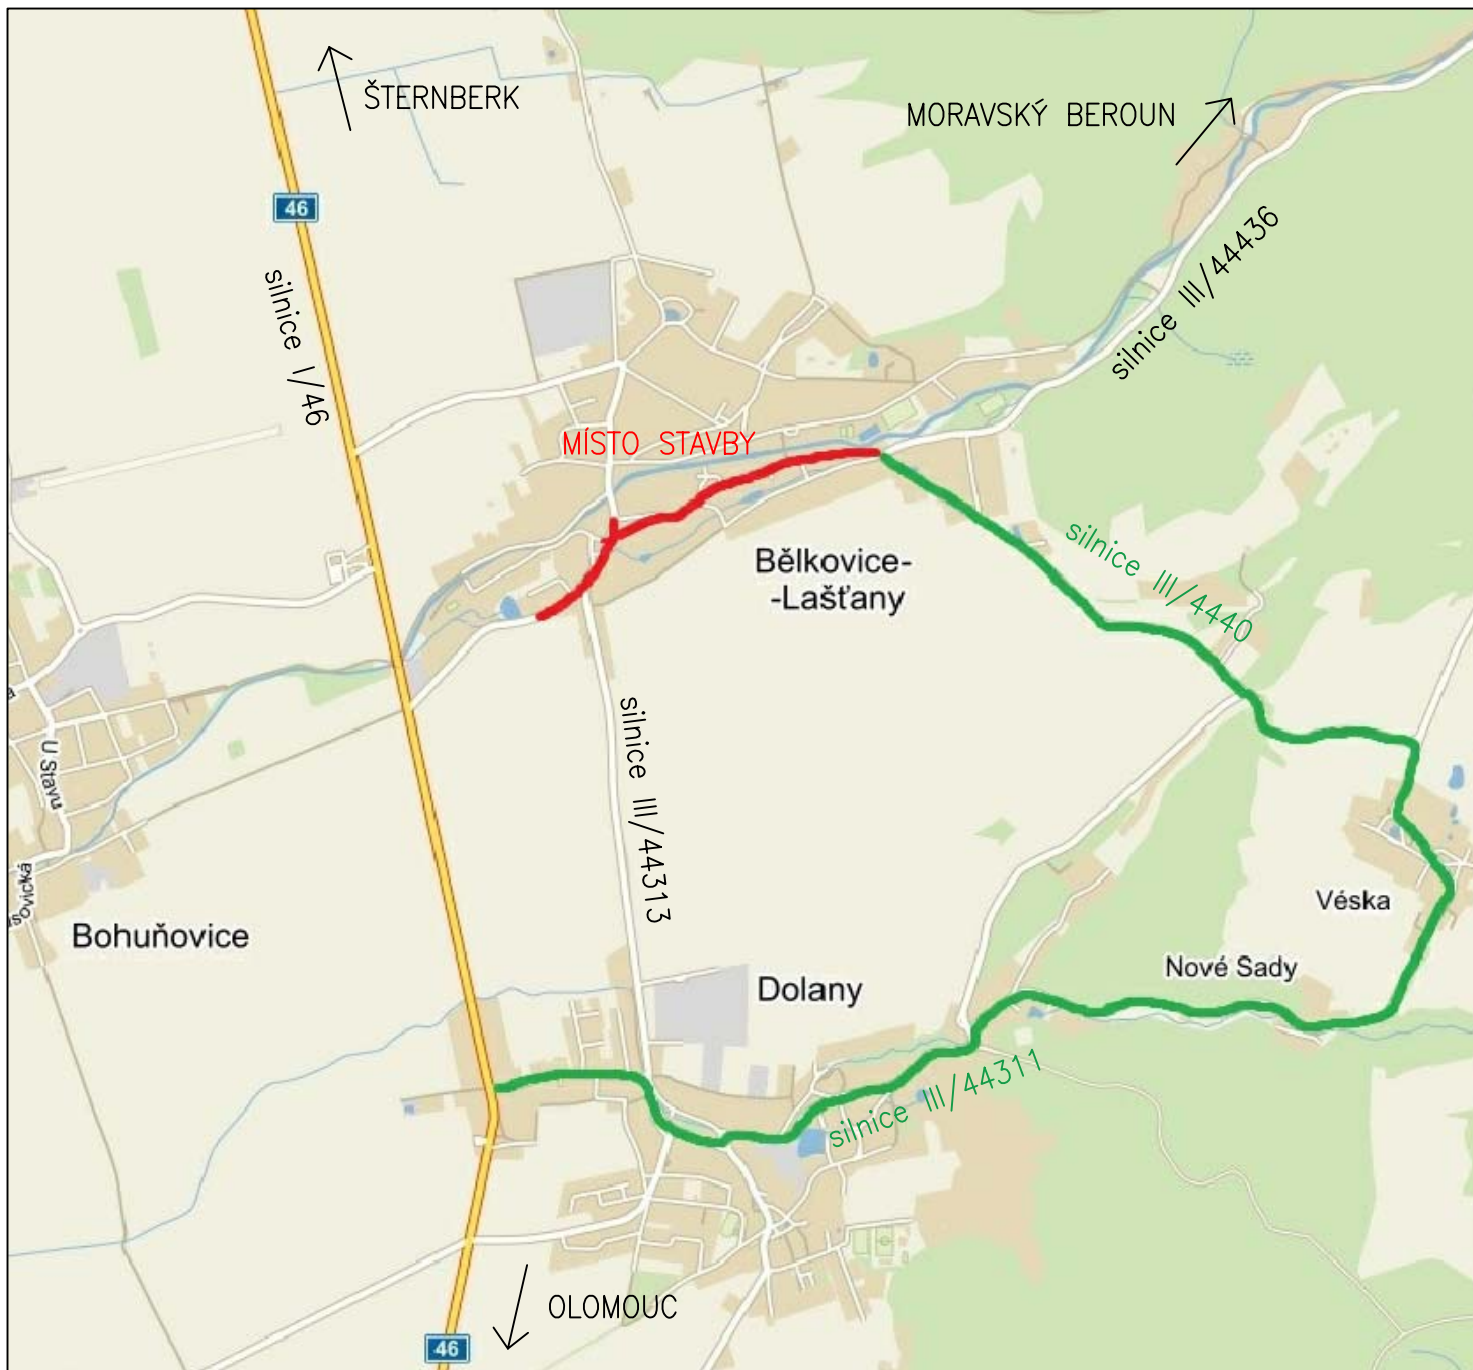 ŠTERNBERK
MORAVSKÝ BEROUN
46
silnice I/46
silnice III/44436
MÍSTO STAVBY
Bělkovice-
-Lašťany
silnice III/4440
silnice III/44313
U Stavu
Bohuňovice
Véska
Nové Sady
Dolany
silnice III/44311
OLOMOUC
46